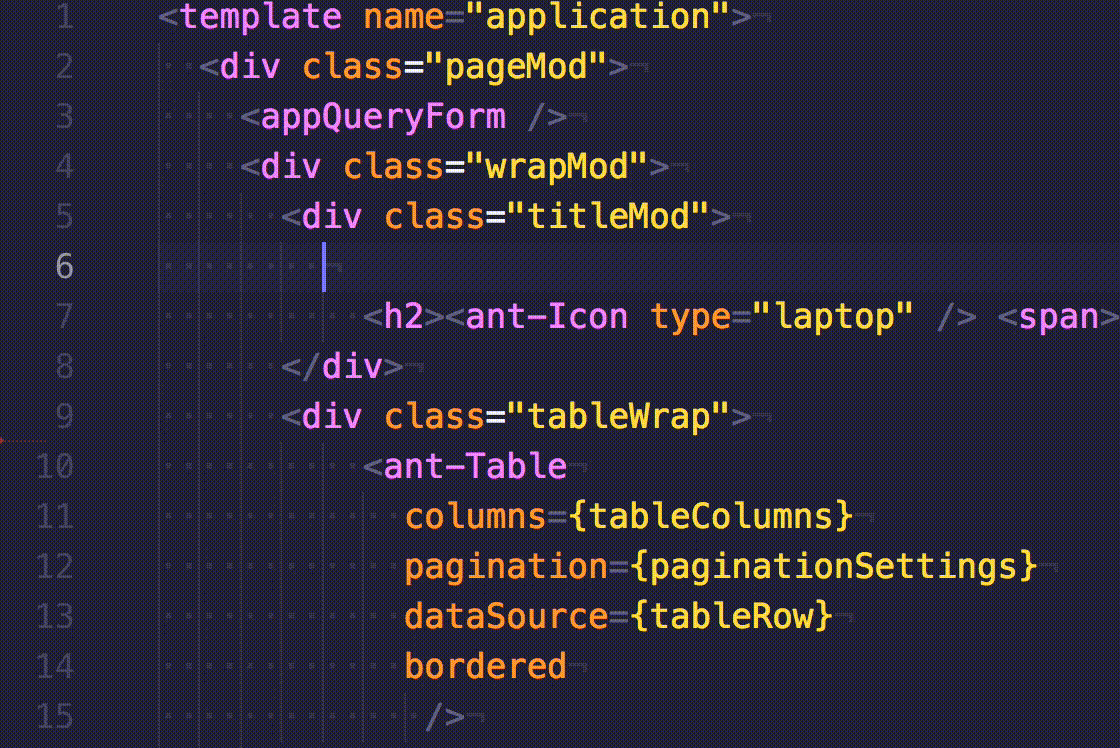 1 <template name="application">
2 <div class="pageMod">
3 <appQueryForm />
4 <div class="wrapMod">
5 <div class="titleMod">
6
7 <h2><ant-Icon type="laptop" /> <span>
8 </div>
9 <div class="tableWrap">
10 <ant-Table
11 columns={tableColumns}
12 pagination={paginationSettings}
13 dataSource={tableRow}
14 bordered
15 />